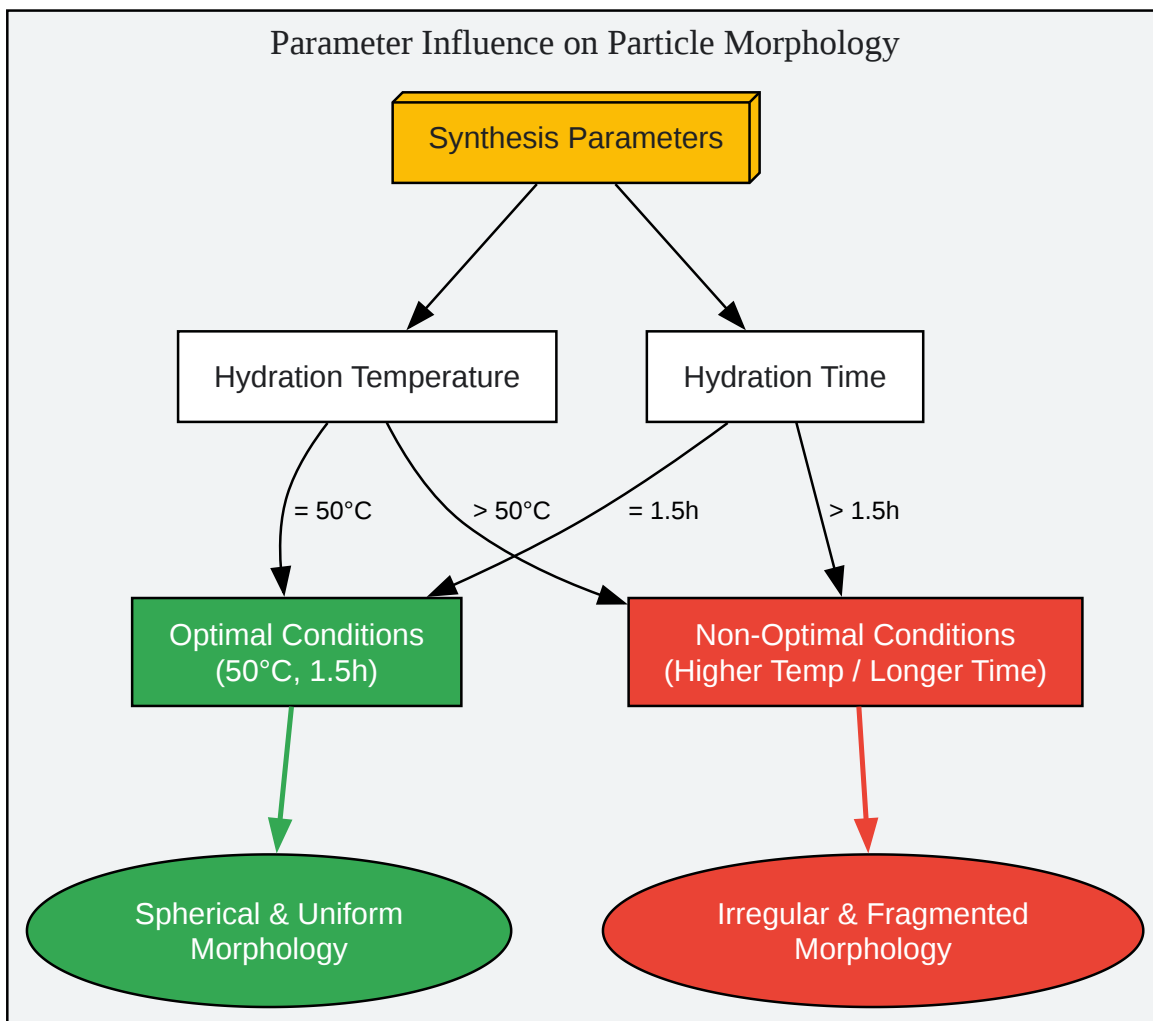 Parameter Influence on Particle Morphology
Synthesis Parameters
Hydration Temperature
Hydration Time
= 50°C
> 50°C
= 1.5h
> 1.5h
Optimal Conditions
(50°C, 1.5h)
Non-Optimal Conditions
(Higher Temp / Longer Time)
Spherical & Uniform
Morphology
Irregular & Fragmented
Morphology